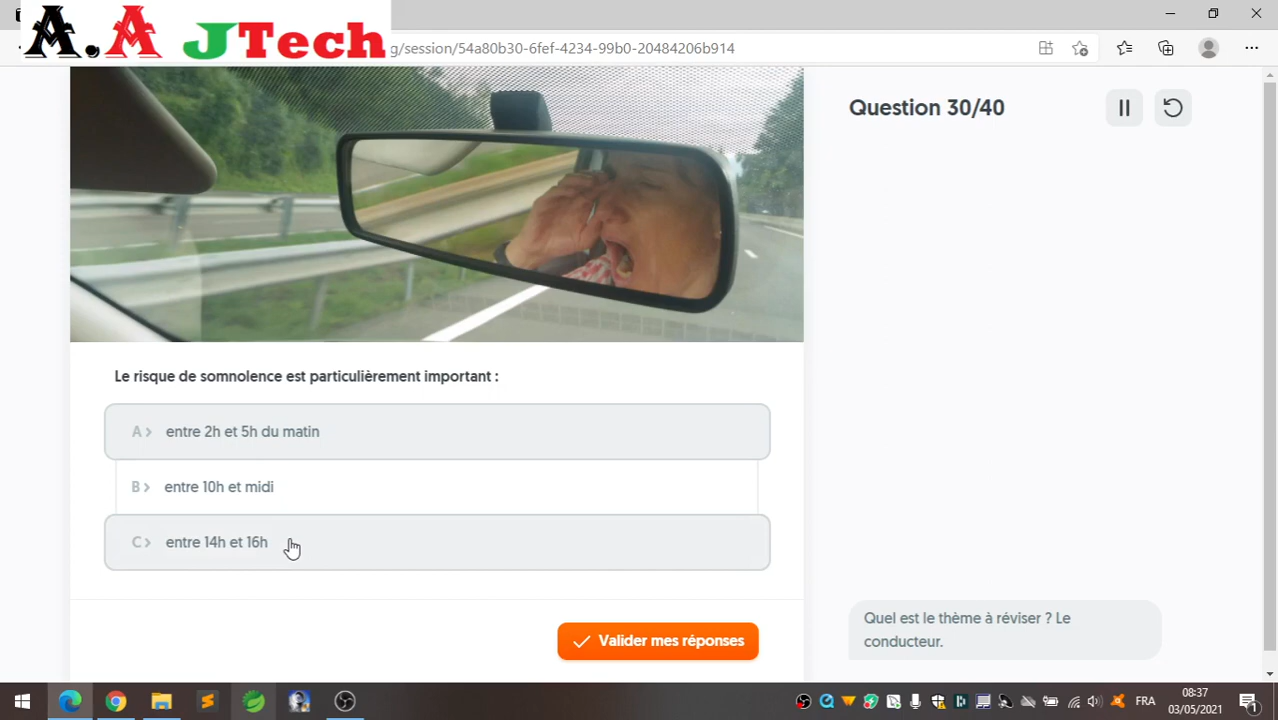 A.A JTech
g/session/54a80b30-6fef-4234-99b0-20484206b914
Question 30/40
Le risque de somnolence est particulièrement important :
A > entre 2h et 5h du matin
B > entre 10h et midi
C > entre 14h et 16h
Valider mes réponses
Quel est le thème à réviser ? Le
conducteur.
FRA
08:37
03/05/2021
1